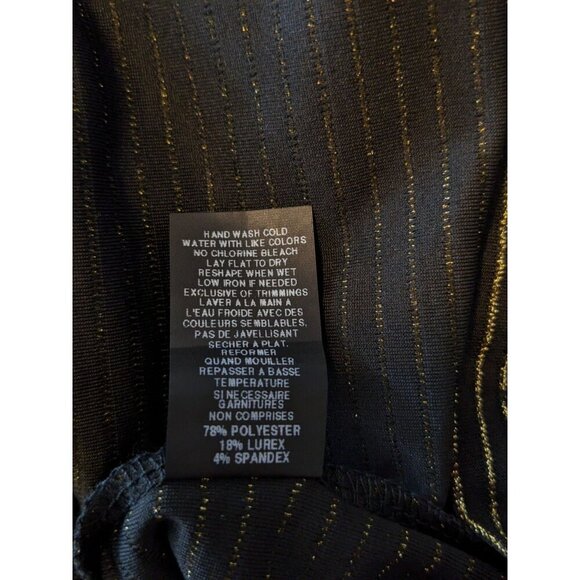 HAND WASH COLD
WATER WITH LIKE COLORS
NO CHLORINE BLEACH
LAY FLAT TO DRY
RESHAPE WHEN WET
LOW IRON IF NEEDED
EXCLUSIVE OF TRIMMINGS
LAVER A LA MAIN A
L'EAU FROIDE AVEC DES
COULEURS SEMBLABLES.
PAS DE JAVELLISANT
SECHER A PLAT.
REFORMER
QUAND MOUILLER
REPASSER A BASSE
TEMPERATURE
SI NECESSAIRE
GARNITURES
NON COMPRISES
78% POLYESTER
18% LUREX
4% SPANDEX